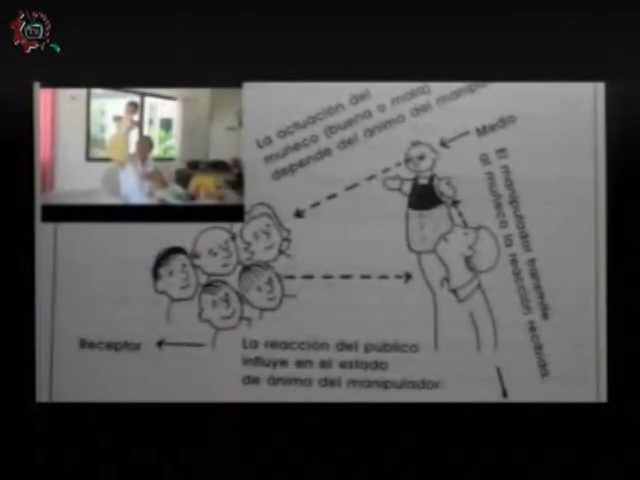 La actuación del
muñeco (buena o mala)
depende del ánimo del
Medio
El manipulador transmite
al muñeco la reacción recibida.
Receptor
La reacción del público
influye en el estado
de ánimo del manipulador.